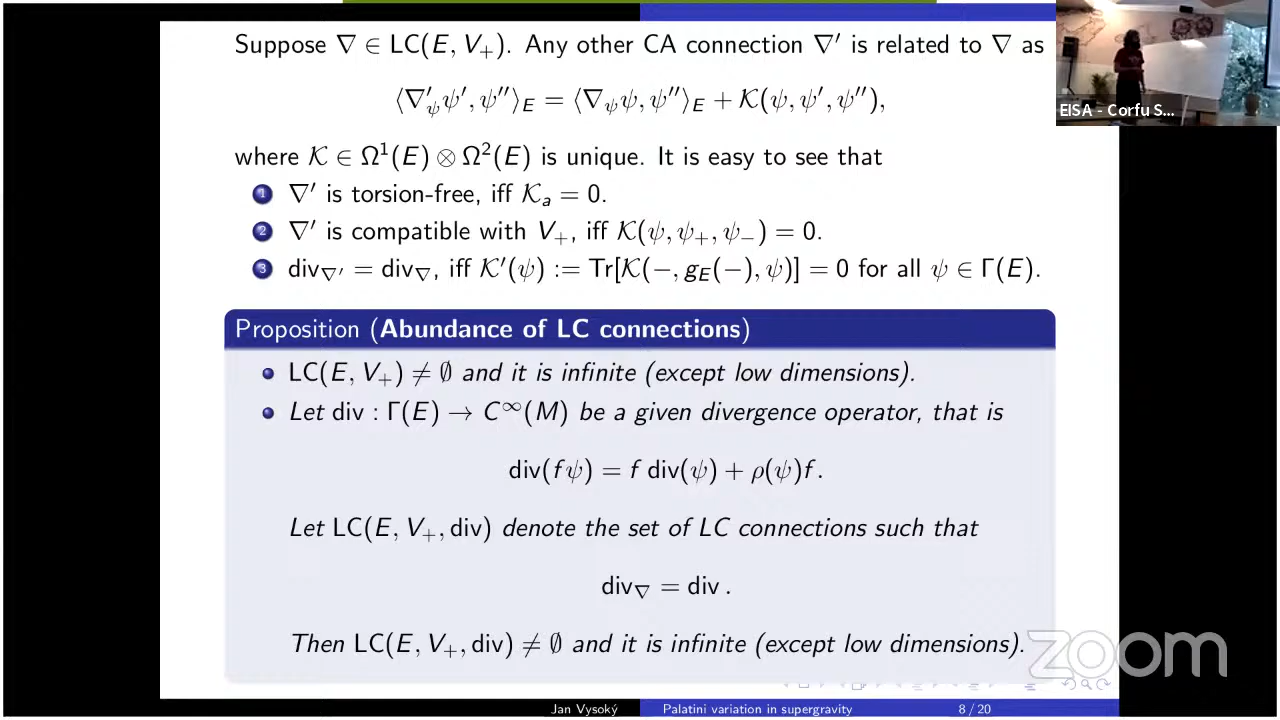 Suppose ∇ ∈ LC(E, V₊). Any other CA connection ∇′ is related to ∇ as
⟨∇′_ψ ψ′, ψ″⟩_E = ⟨∇_ψ ψ, ψ″⟩_E + 𝒦(ψ, ψ′, ψ″),
where 𝒦 ∈ Ω¹(E) ⊗ Ω²(E) is unique. It is easy to see that
1 ∇′ is torsion-free, iff 𝒦_a = 0.
2 ∇′ is compatible with V₊, iff 𝒦(ψ, ψ₊, ψ₋) = 0.
3 div_∇′ = div_∇, iff 𝒦′(ψ) := Tr[𝒦(−, g_E(−), ψ)] = 0 for all ψ ∈ Γ(E).
Proposition (Abundance of LC connections)
LC(E, V₊) ≠ ∅ and it is infinite (except low dimensions).
Let div : Γ(E) → C^∞(M) be a given divergence operator, that is
div(fψ) = f div(ψ) + ρ(ψ)f.
Let LC(E, V₊, div) denote the set of LC connections such that
div_∇ = div .
Then LC(E, V₊, div) ≠ ∅ and it is infinite (except low dimensions).
Jan Vysoký Palatini variation in supergravity 8 / 20
EISA - Corfu S...
zoom